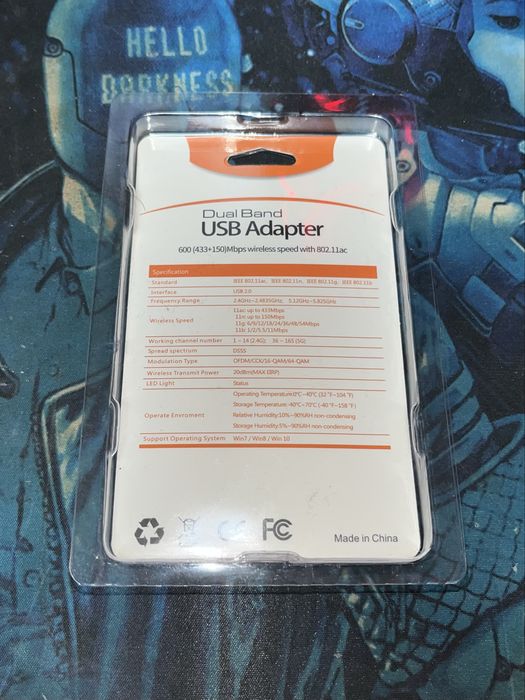 HELLO
DARKNESS
Dual Band
USB Adapter
600 (433+150)Mbps wireless speed with 802.11ac
Specification
Standard IEEE 802.11ac, IEEE 802.11n, IEEE 802.11g, IEEE 802.11b
Interface USB 2.0
Frequency Range 2.4GHz~2.4835GHz; 5.12GHz~5.825GHz
Wireless Speed 11ac up to 433Mbps
11n: up to 150Mbps
11g: 6/9/12/18/24/36/48/54Mbps
11b: 1/2/5.5/11Mbps
Working channel number 1~14 (2.4G); 36~165 (5G)
Spread spectrum DSSS
Modulation Type OFDM/CCK/16-QAM/64-QAM
Wireless Transmit Power 20dBm(MAX EIRP)
LED Light Status
Operate Enviroment Operating Temperature:0°C~40°C (32 °F~104 °F)
Storage Temperature:-40°C~70°C (-40 °F~158 °F)
Relative Humidity:10%~90%RH non-condensing
Storage Humidity:5%~90%RH non-condensing
Support Operating System Win7 / Win8 / Win 10
CE FC
Made in China